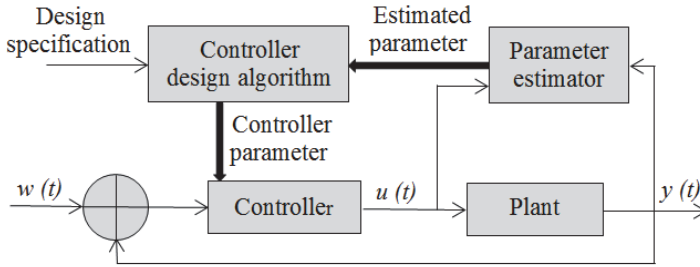 Design
specification
Controller
design algorithm
Estimated
parameter
Parameter
estimator
Controller
parameter
w (t)
Controller
u (t)
Plant
y (t)